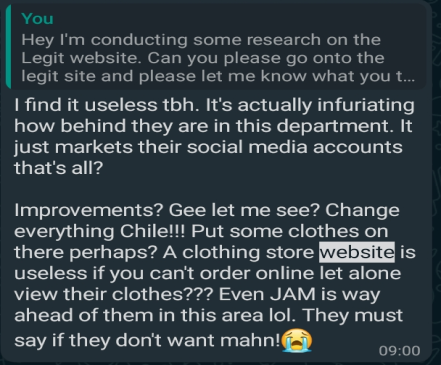 You
Hey I'm conducting some research on the
Legit website. Can you please go onto the
legit site and please let me know what you t...
I find it useless tbh. It's actually infuriating
how behind they are in this department. It
just markets their social media accounts
that's all?
Improvements? Gee let me see? Change
everything Chile!!! Put some clothes on
there perhaps? A clothing store website is
useless if you can't order online let alone
view their clothes??? Even JAM is way
ahead of them in this area lol. They must
say if they don't want mahn!😭
09:00